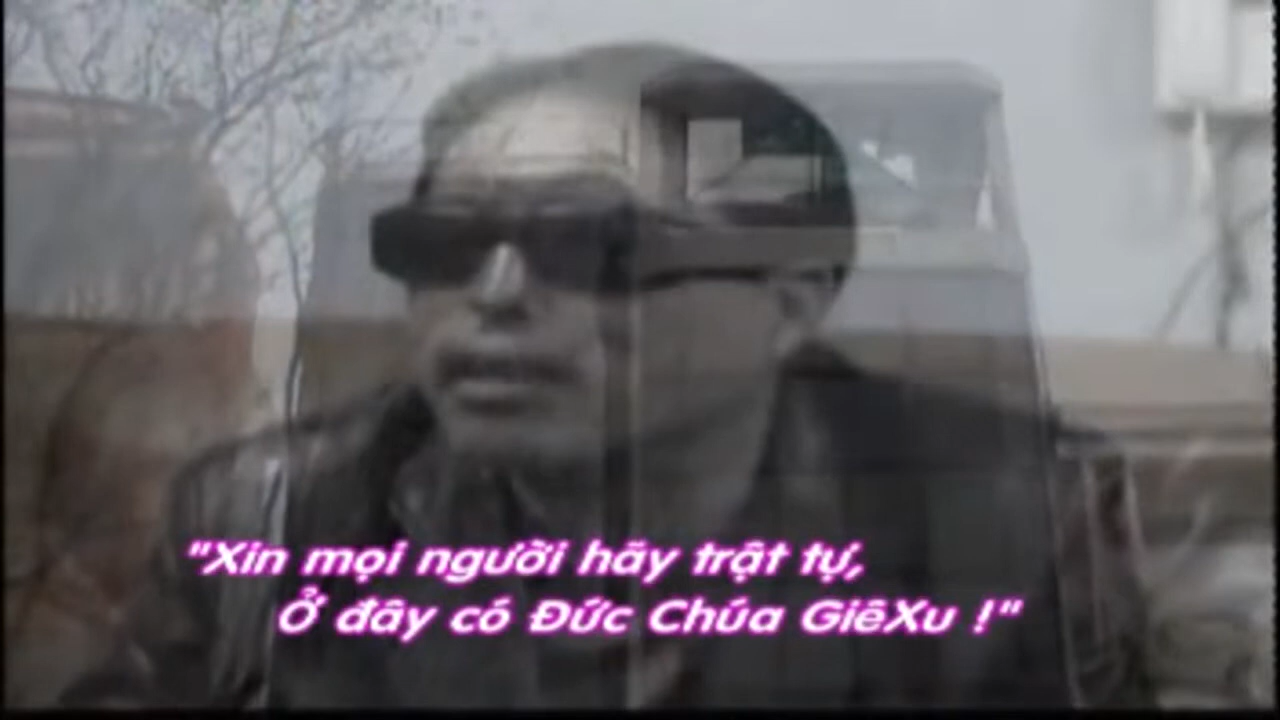 "Xin mọi người hãy trật tự,
Ở đây có Đức Chúa GiêXu !"